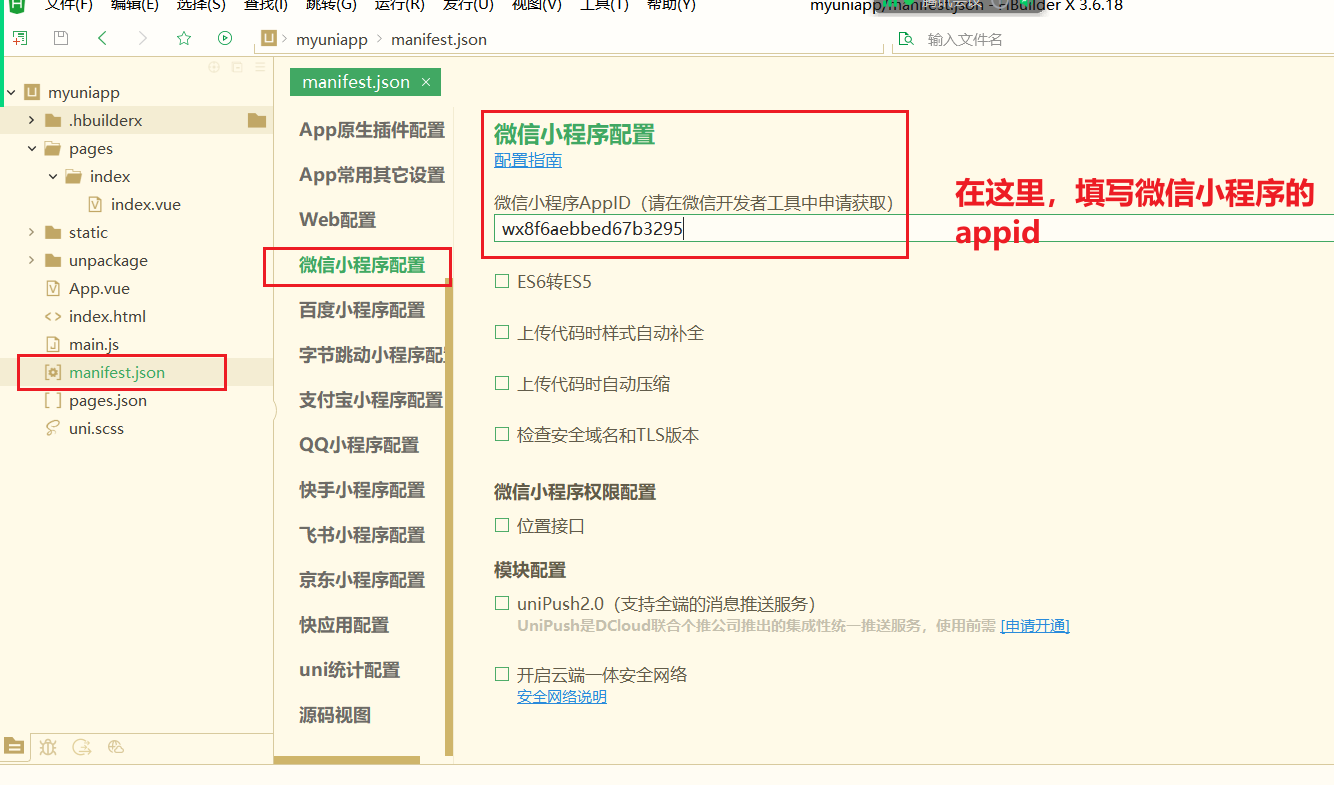 文件(F) 编辑(E) 选择(S) 查找(I) 跳转(G) 运行(R) 发行(U) 视图(V) 工具(T) 帮助(Y)
myuniapp/manifest.json - HBuilder X 3.6.18
myuniapp > manifest.json
输入文件名
myuniapp
.hbuilderx
pages
index
index.vue
static
unpackage
App.vue
index.html
main.js
manifest.json
pages.json
uni.scss
manifest.json ×
App原生插件配置
App常用其它设置
Web配置
微信小程序配置
百度小程序配置
字节跳动小程序配
支付宝小程序配置
QQ小程序配置
快手小程序配置
飞书小程序配置
京东小程序配置
快应用配置
uni统计配置
源码视图
微信小程序配置
配置指南
微信小程序AppID（请在微信开发者工具中申请获取）
wx8f6aebbed67b3295
ES6转ES5
上传代码时样式自动补全
上传代码时自动压缩
检查安全域名和TLS版本
微信小程序权限配置
位置接口
模块配置
uniPush2.0（支持全端的消息推送服务）
UniPush是DCloud联合个推公司推出的集成性统一推送服务，使用前需 [申请开通]
开启云端一体安全网络
安全网络说明
在这里，填写微信小程序的
appid